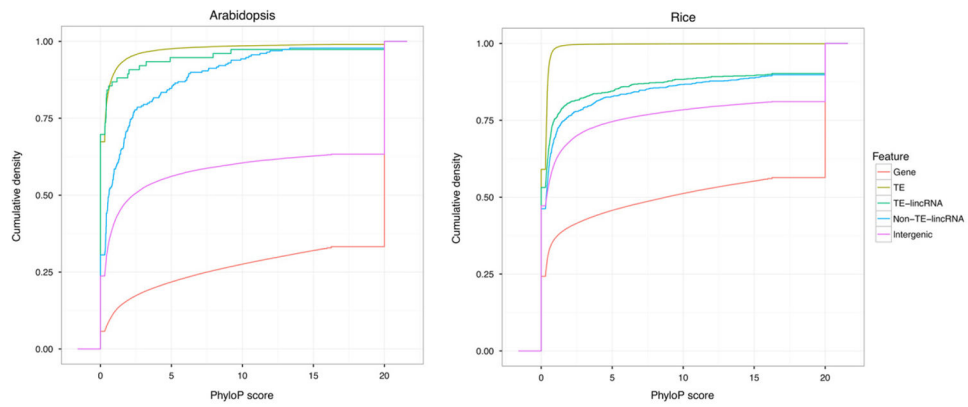 Arabidopsis
1.00
0.75
0.50
0.25
0.00
Cumulative density
0
5
10
15
20
PhyloP score
Rice
1.00
0.75
0.50
0.25
0.00
Cumulative density
0
5
10
15
20
PhyloP score
Feature
Gene
TE
TE-lincRNA
Non-TE-lincRNA
Intergenic